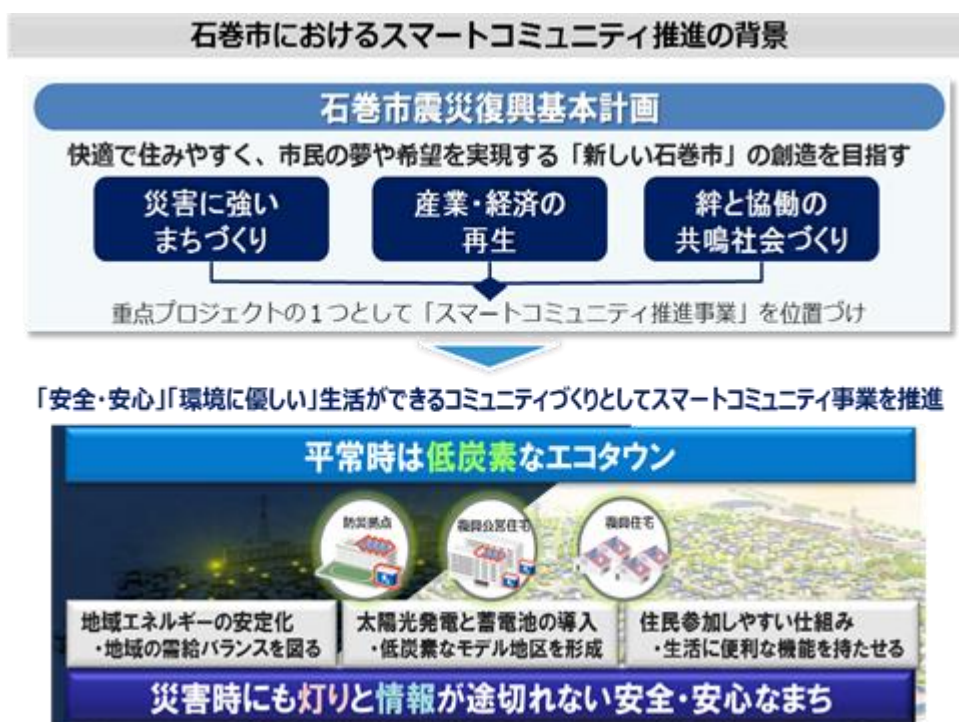 石巻市におけるスマートコミュニティ推進の背景
石巻市震災復興基本計画
快適で住みやすく、市民の夢や希望を実現する「新しい石巻市」の創造を目指す
災害に強い
まちづくり
産業・経済の
再生
絆と協働の
共鳴社会づくり
重点プロジェクトの１つとして「スマートコミュニティ推進事業」を位置づけ
「安全・安心」「環境に優しい」生活ができるコミュニティづくりとしてスマートコミュニティ事業を推進
平常時は低炭素なエコタウン
防災拠点
復興公営住宅
復興住宅
地域エネルギーの安定化
・地域の需給バランスを図る
太陽光発電と蓄電池の導入
・低炭素なモデル地区を形成
住民参加しやすい仕組み
・生活に便利な機能を持たせる
災害時にも灯りと情報が途切れない安全・安心なまち